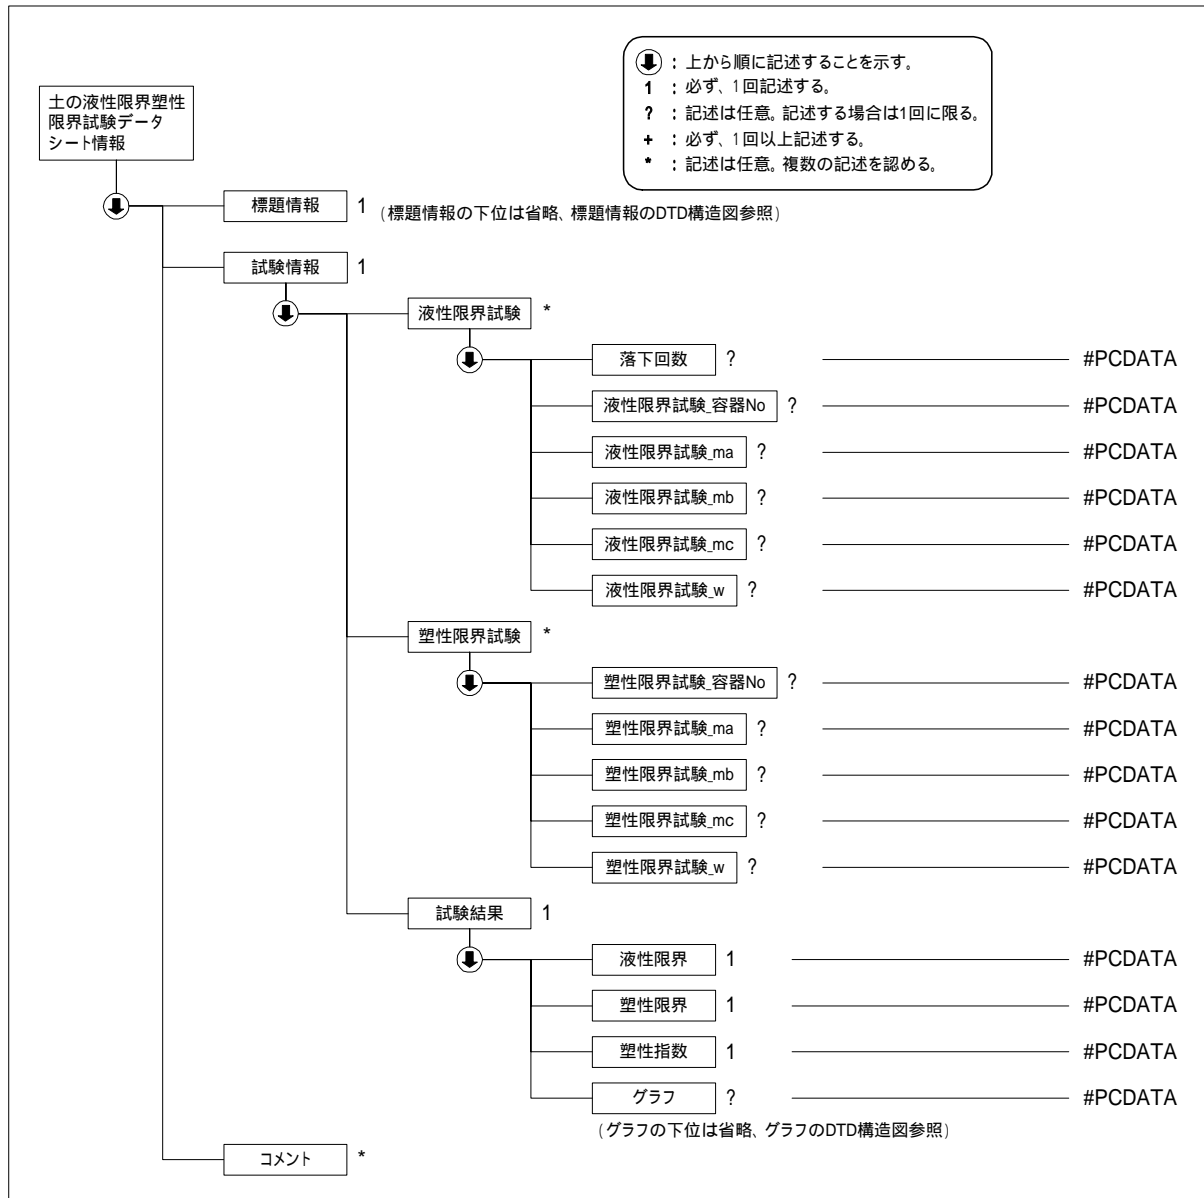 ：上から順に記述することを示す。
1 ：必ず、1回記述する。
? ：記述は任意。記述する場合は1回に限る。
+ ：必ず、1回以上記述する。
* ：記述は任意。複数の記述を認める。
土の液性限界塑性
限界試験データ
シート情報
標題情報 1 (標題情報の下位は省略、標題情報のDTD構造図参照)
試験情報 1
液性限界試験 *
落下回数 ? #PCDATA
液性限界試験_容器No ? #PCDATA
液性限界試験_ma ? #PCDATA
液性限界試験_mb ? #PCDATA
液性限界試験_mc ? #PCDATA
液性限界試験_w ? #PCDATA
塑性限界試験 *
塑性限界試験_容器No ? #PCDATA
塑性限界試験_ma ? #PCDATA
塑性限界試験_mb ? #PCDATA
塑性限界試験_mc ? #PCDATA
塑性限界試験_w ? #PCDATA
試験結果 1
液性限界 1 #PCDATA
塑性限界 1 #PCDATA
塑性指数 1 #PCDATA
グラフ ? #PCDATA
(グラフの下位は省略、グラフのDTD構造図参照)
コメント *